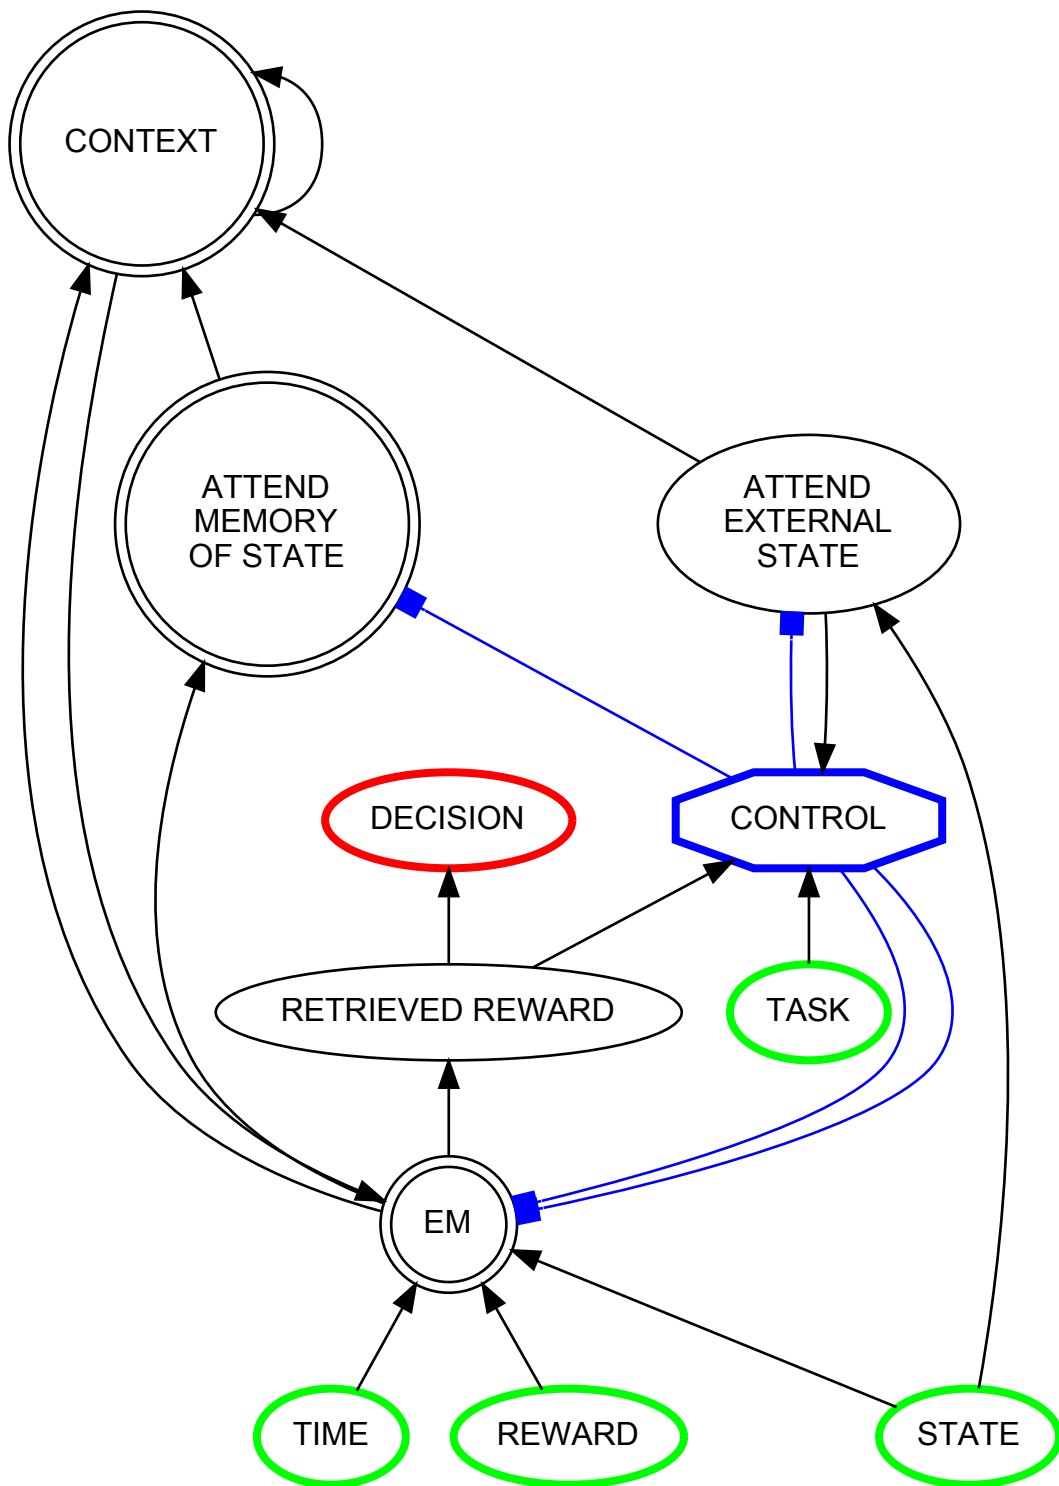 CONTEXT
ATTEND
MEMORY
OF STATE
ATTEND
EXTERNAL
STATE
DECISION
CONTROL
RETRIEVED REWARD
TASK
EM
TIME
REWARD
STATE